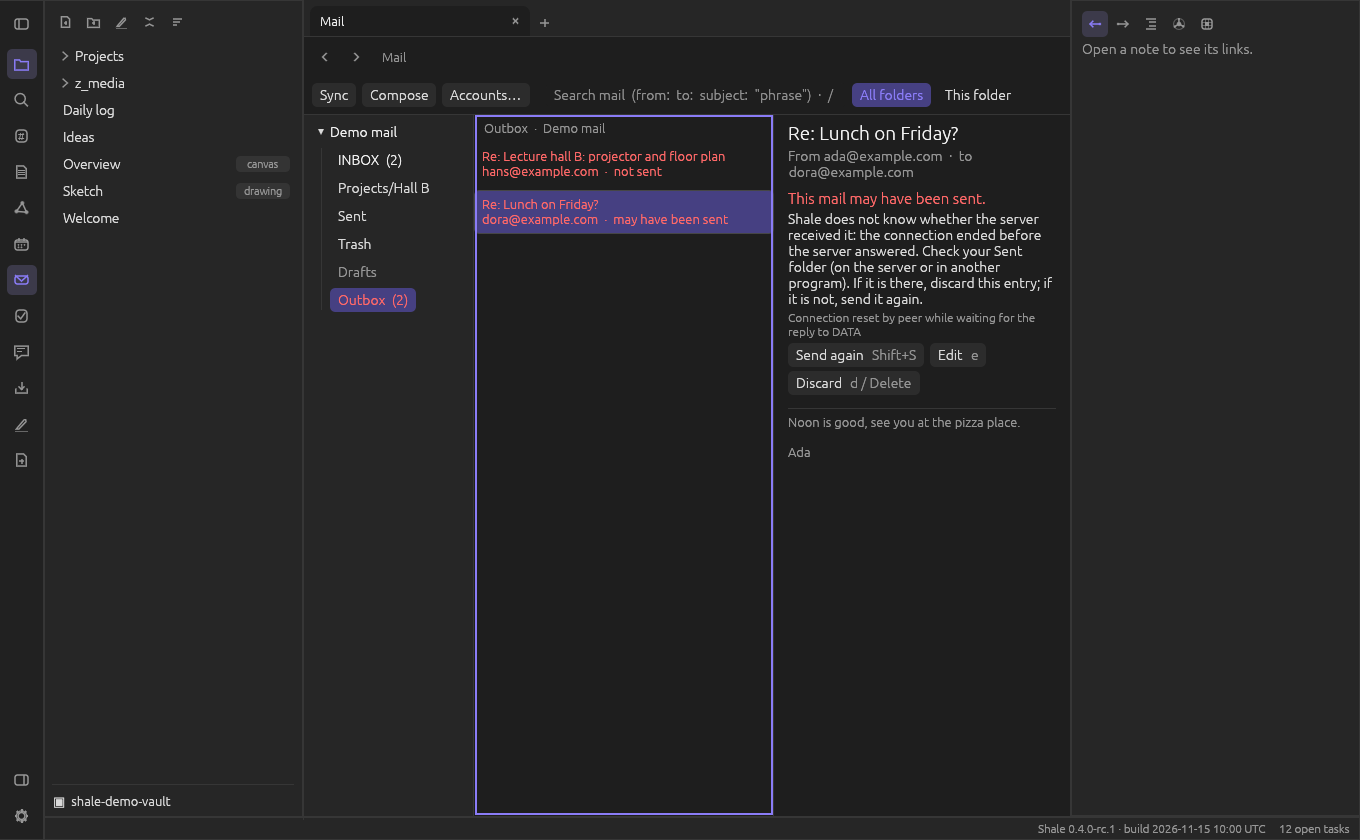 Mail ×
Projects
z_media
Daily log
Ideas
Overview canvas
Sketch drawing
Welcome
shale-demo-vault
Mail
Sync Compose Accounts… Search mail (from: to: subject: "phrase") · / All folders This folder
Demo mail
INBOX (2)
Projects/Hall B
Sent
Trash
Drafts
Outbox (2)
Outbox · Demo mail
Re: Lecture hall B: projector and floor plan
hans@example.com · not sent
Re: Lunch on Friday?
dora@example.com · may have been sent
Re: Lunch on Friday?
From ada@example.com · to
dora@example.com
This mail may have been sent.
Shale does not know whether the server
received it: the connection ended before
the server answered. Check your Sent
folder (on the server or in another
program). If it is there, discard this entry; if
it is not, send it again.
Connection reset by peer while waiting for the
reply to DATA
Send again Shift+S Edit e
Discard d / Delete
Noon is good, see you at the pizza place.
Ada
Open a note to see its links.
Shale 0.4.0-rc.1 · build 2026-11-15 10:00 UTC 12 open tasks